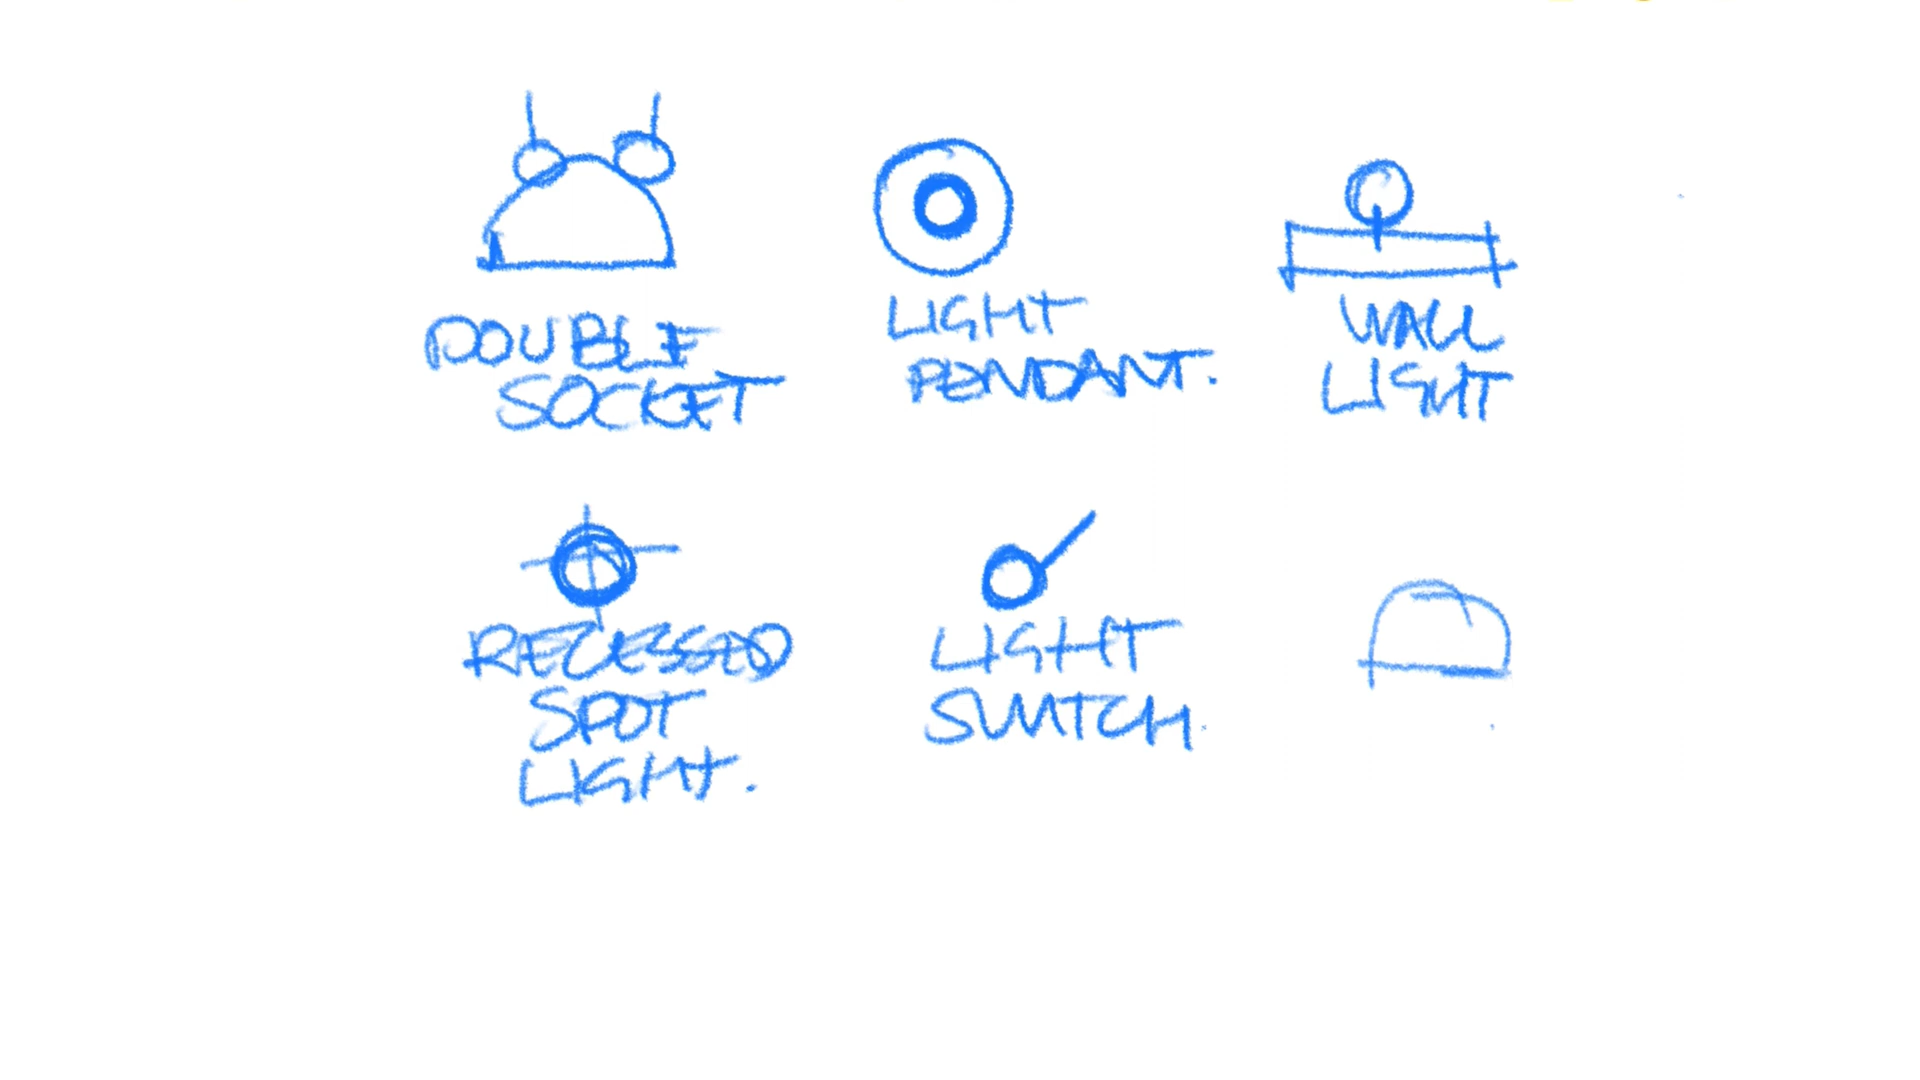 DOUBLE
SOCKET
LIGHT
PENDANT.
WALL
LIGHT
RECESSED
SPOT
LIGHT.
LIGHT
SWITCH.